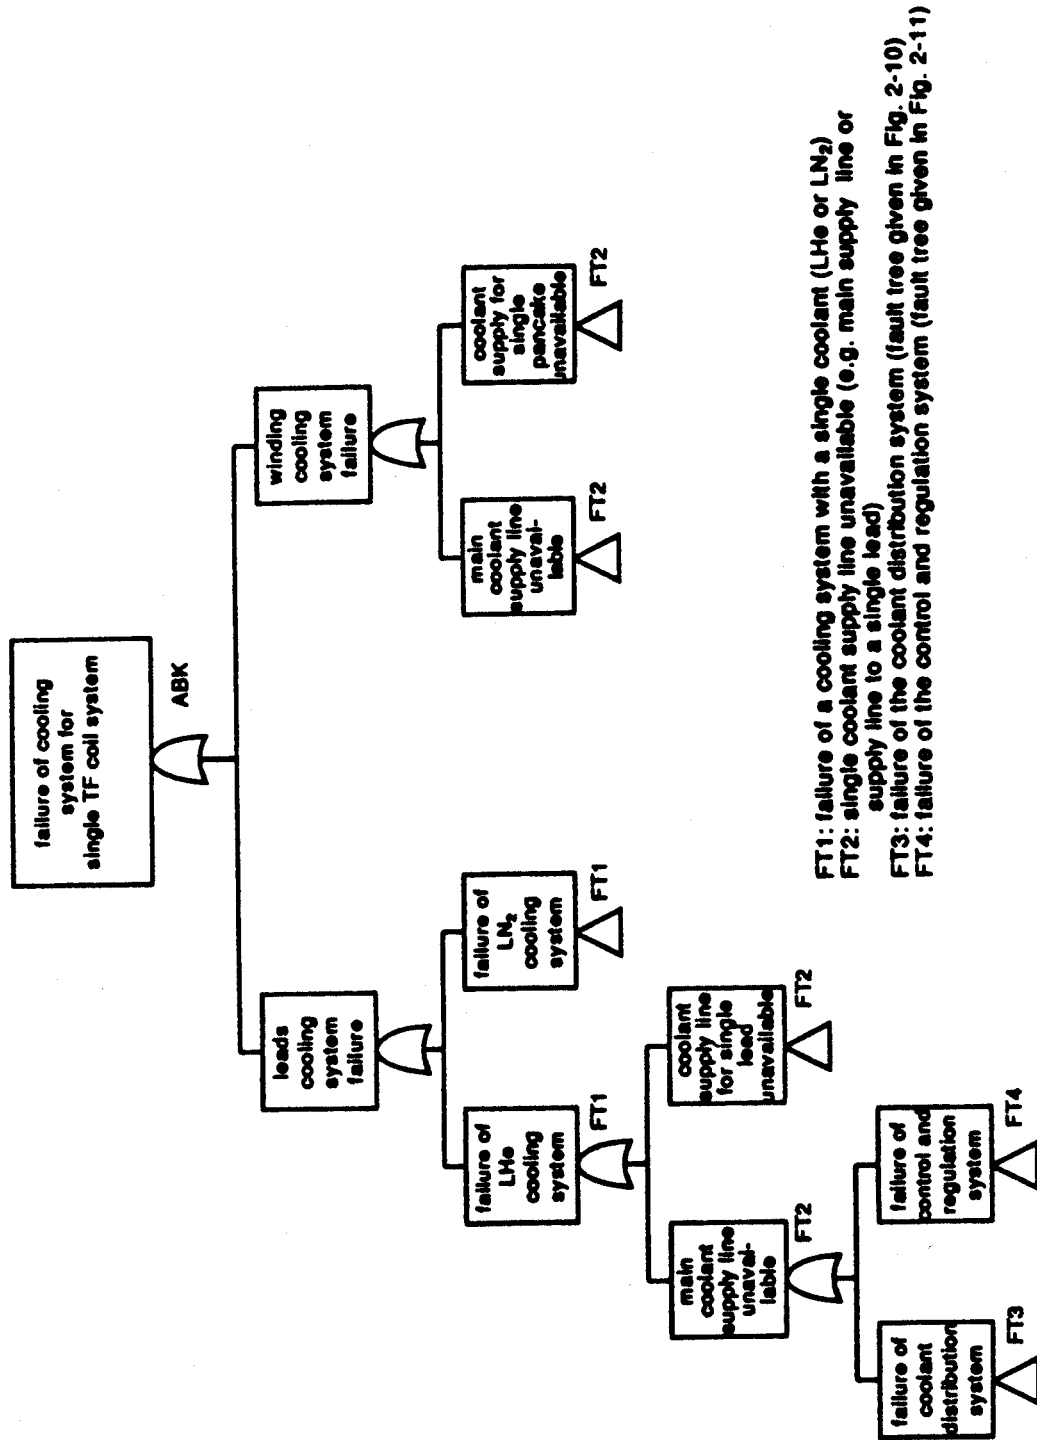 failure of cooling
system for
single TF coil system
ABK
leads
cooling
system
failure
winding
cooling
system
failure
failure of
LHe
cooling
system
FT1
failure of
LN₂
cooling
system
FT1
main
coolant
supply line
unavai-
lable
FT2
coolant
supply for
single
pancake
unavailable
FT2
main
coolant
supply line
unavai-
lable
FT2
coolant
supply line
for single
lead
unavailable
FT2
failure of
coolant
distribution
system
FT3
failure of
control and
regulation
system
FT4
FT1: failure of a cooling system with a single coolant (LHe or LN₂)
FT2: single coolant supply line unavailable (e.g. main supply line or
supply line to a single lead)
FT3: failure of the coolant distribution system (fault tree given in Fig. 2-10)
FT4: failure of the control and regulation system (fault tree given in Fig. 2-11)